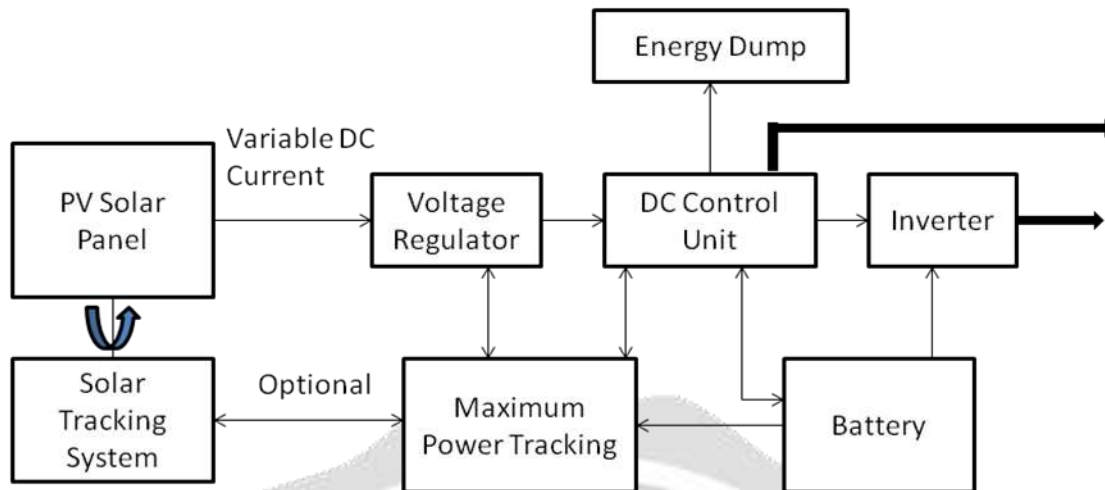 Energy Dump
Variable DC
Current
PV Solar
Panel
Voltage
Regulator
DC Control
Unit
Inverter
Solar
Tracking
System
Optional
Maximum
Power Tracking
Battery